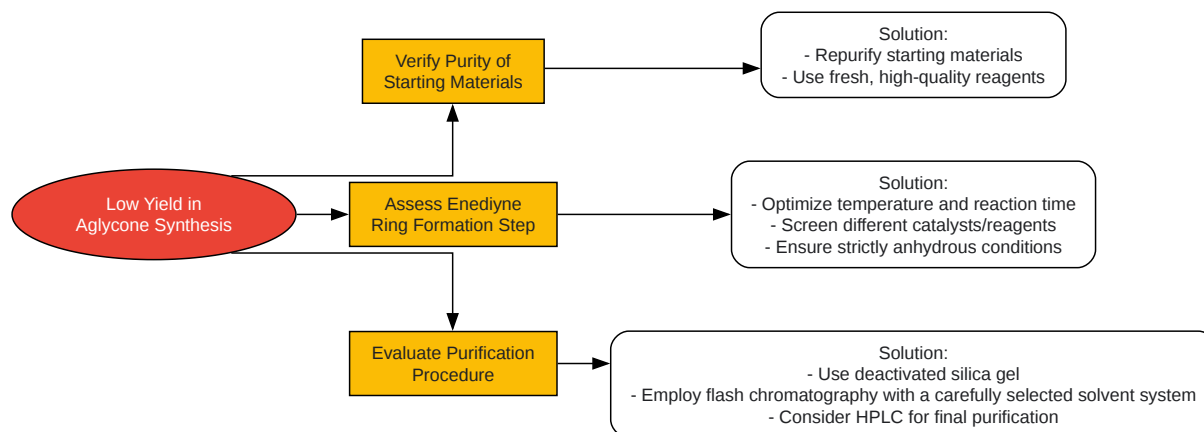 Verify Purity of
Starting Materials
Solution:
- Repurify starting materials
- Use fresh, high-quality reagents
Low Yield in
Aglycone Synthesis
Assess Enediyne
Ring Formation Step
Solution:
- Optimize temperature and reaction time
- Screen different catalysts/reagents
- Ensure strictly anhydrous conditions
Evaluate Purification
Procedure
Solution:
- Use deactivated silica gel
- Employ flash chromatography with a carefully selected solvent system
- Consider HPLC for final purification